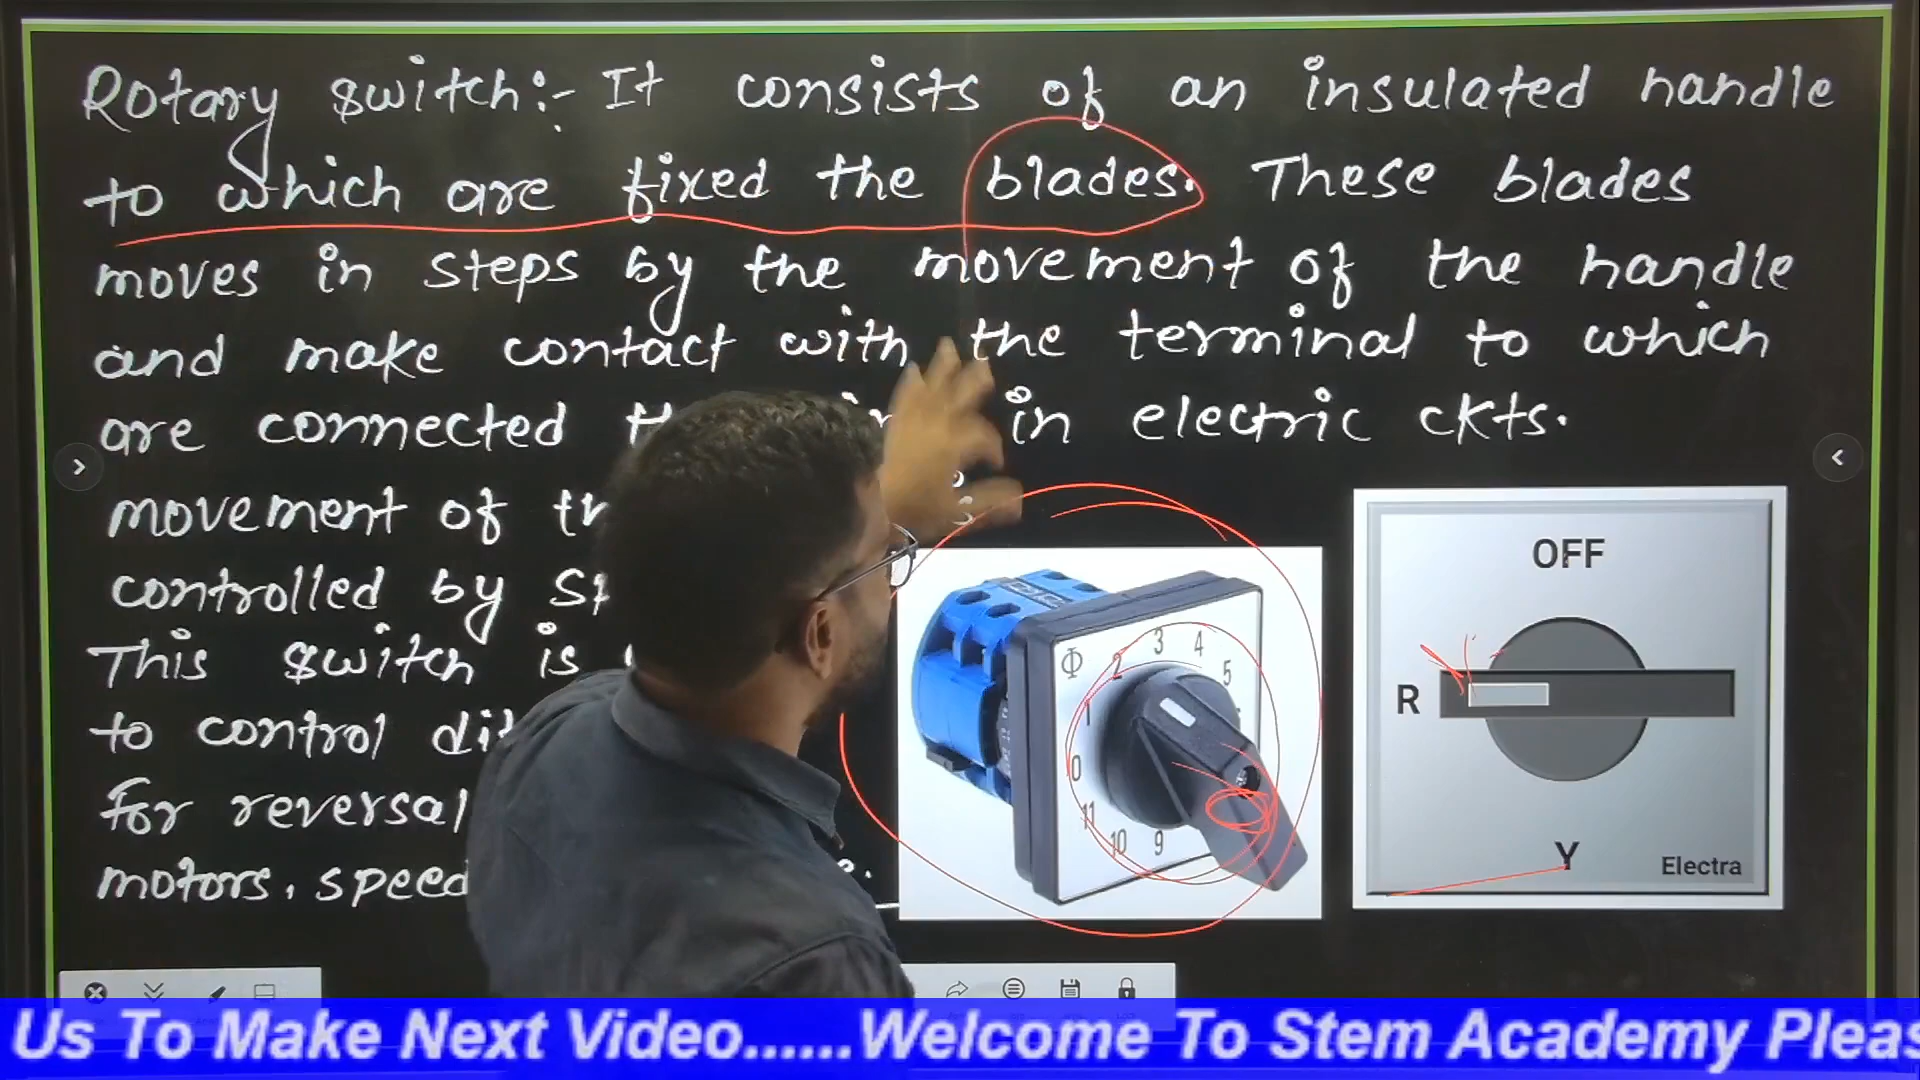 Rotary switch:- It consists of an insulated handle
to which are fixed the blades. These blades
moves in steps by the movement of the handle
and make contact with the terminal to which
are connected in electric ckts.
movement of
controlled by
This switch is
to control
for reversal
motors, speed
Φ 1 2 3 4 5
0 11 10 9
OFF
R
Y
Electra
Us To Make Next Video......Welcome To Stem Academy Pleas